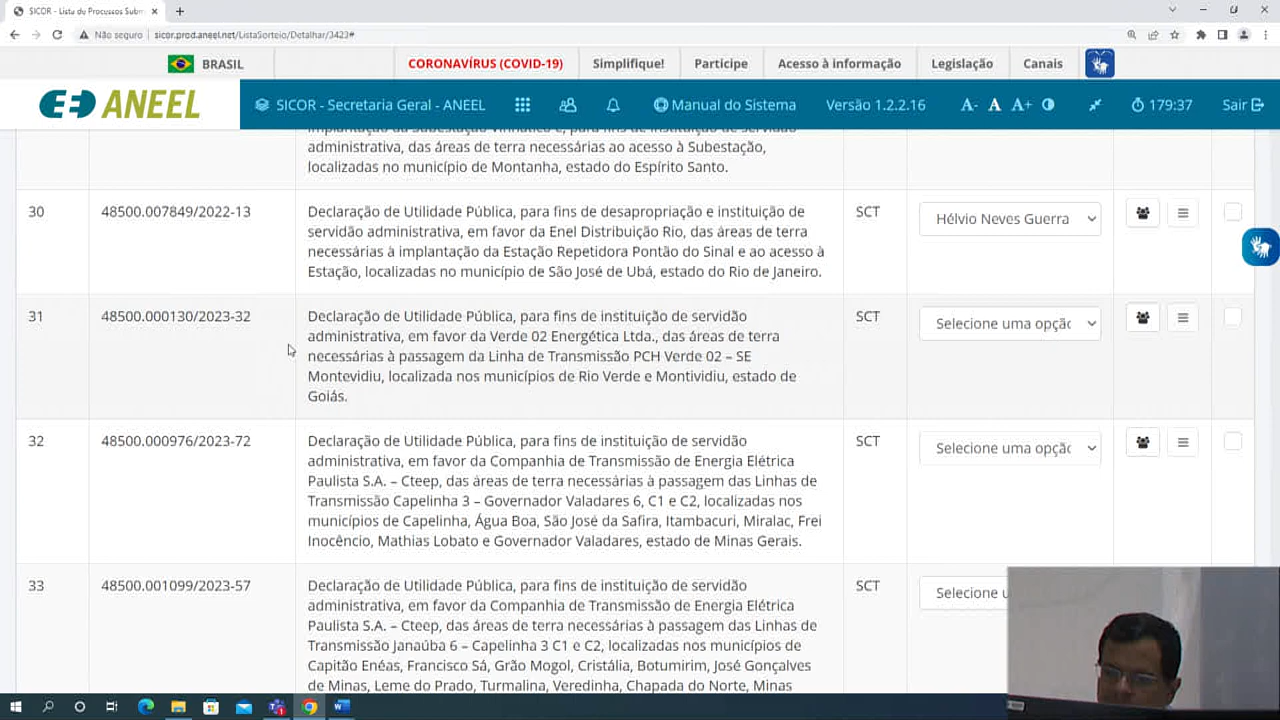 SICOR - Lista de Processos Subm
Não seguro
sicor.prod.aneel.net/ListaSorteio/Detalhar/3423#
BRASIL
CORONAVÍRUS (COVID-19)
Simplifique!
Participe
Acesso à informação
Legislação
Canais
ANEEL
SICOR - Secretaria Geral - ANEEL
Manual do Sistema
Versão 1.2.2.16
A-
A
A+
179:37
Sair
implantação da Subestação Vinhático e, para fins de instituição de servidão
administrativa, das áreas de terra necessárias ao acesso à Subestação,
localizadas no município de Montanha, estado do Espírito Santo.
30
48500.007849/2022-13
Declaração de Utilidade Pública, para fins de desapropriação e instituição de
servidão administrativa, em favor da Enel Distribuição Rio, das áreas de terra
necessárias à implantação da Estação Repetidora Pontão do Sinal e ao acesso à
Estação, localizadas no município de São José de Ubá, estado do Rio de Janeiro.
SCT
Hélvio Neves Guerra
31
48500.000130/2023-32
Declaração de Utilidade Pública, para fins de instituição de servidão
administrativa, em favor da Verde 02 Energética Ltda., das áreas de terra
necessárias à passagem da Linha de Transmissão PCH Verde 02 – SE
Montevidiu, localizada nos municípios de Rio Verde e Montividiu, estado de
Goiás.
SCT
Selecione uma opçã
32
48500.000976/2023-72
Declaração de Utilidade Pública, para fins de instituição de servidão
administrativa, em favor da Companhia de Transmissão de Energia Elétrica
Paulista S.A. – Cteep, das áreas de terra necessárias à passagem das Linhas de
Transmissão Capelinha 3 – Governador Valadares 6, C1 e C2, localizadas nos
municípios de Capelinha, Água Boa, São José da Safira, Itambacuri, Miralac, Frei
Inocêncio, Mathias Lobato e Governador Valadares, estado de Minas Gerais.
SCT
Selecione uma opçã
33
48500.001099/2023-57
Declaração de Utilidade Pública, para fins de instituição de servidão
administrativa, em favor da Companhia de Transmissão de Energia Elétrica
Paulista S.A. – Cteep, das áreas de terra necessárias à passagem das Linhas de
Transmissão Janaúba 6 – Capelinha 3 C1 e C2, localizadas nos municípios de
Capitão Enéas, Francisco Sá, Grão Mogol, Cristália, Botumirim, José Gonçalves
de Minas, Leme do Prado, Turmalina, Veredinha, Chapada do Norte, Minas
SCT
Selecione u